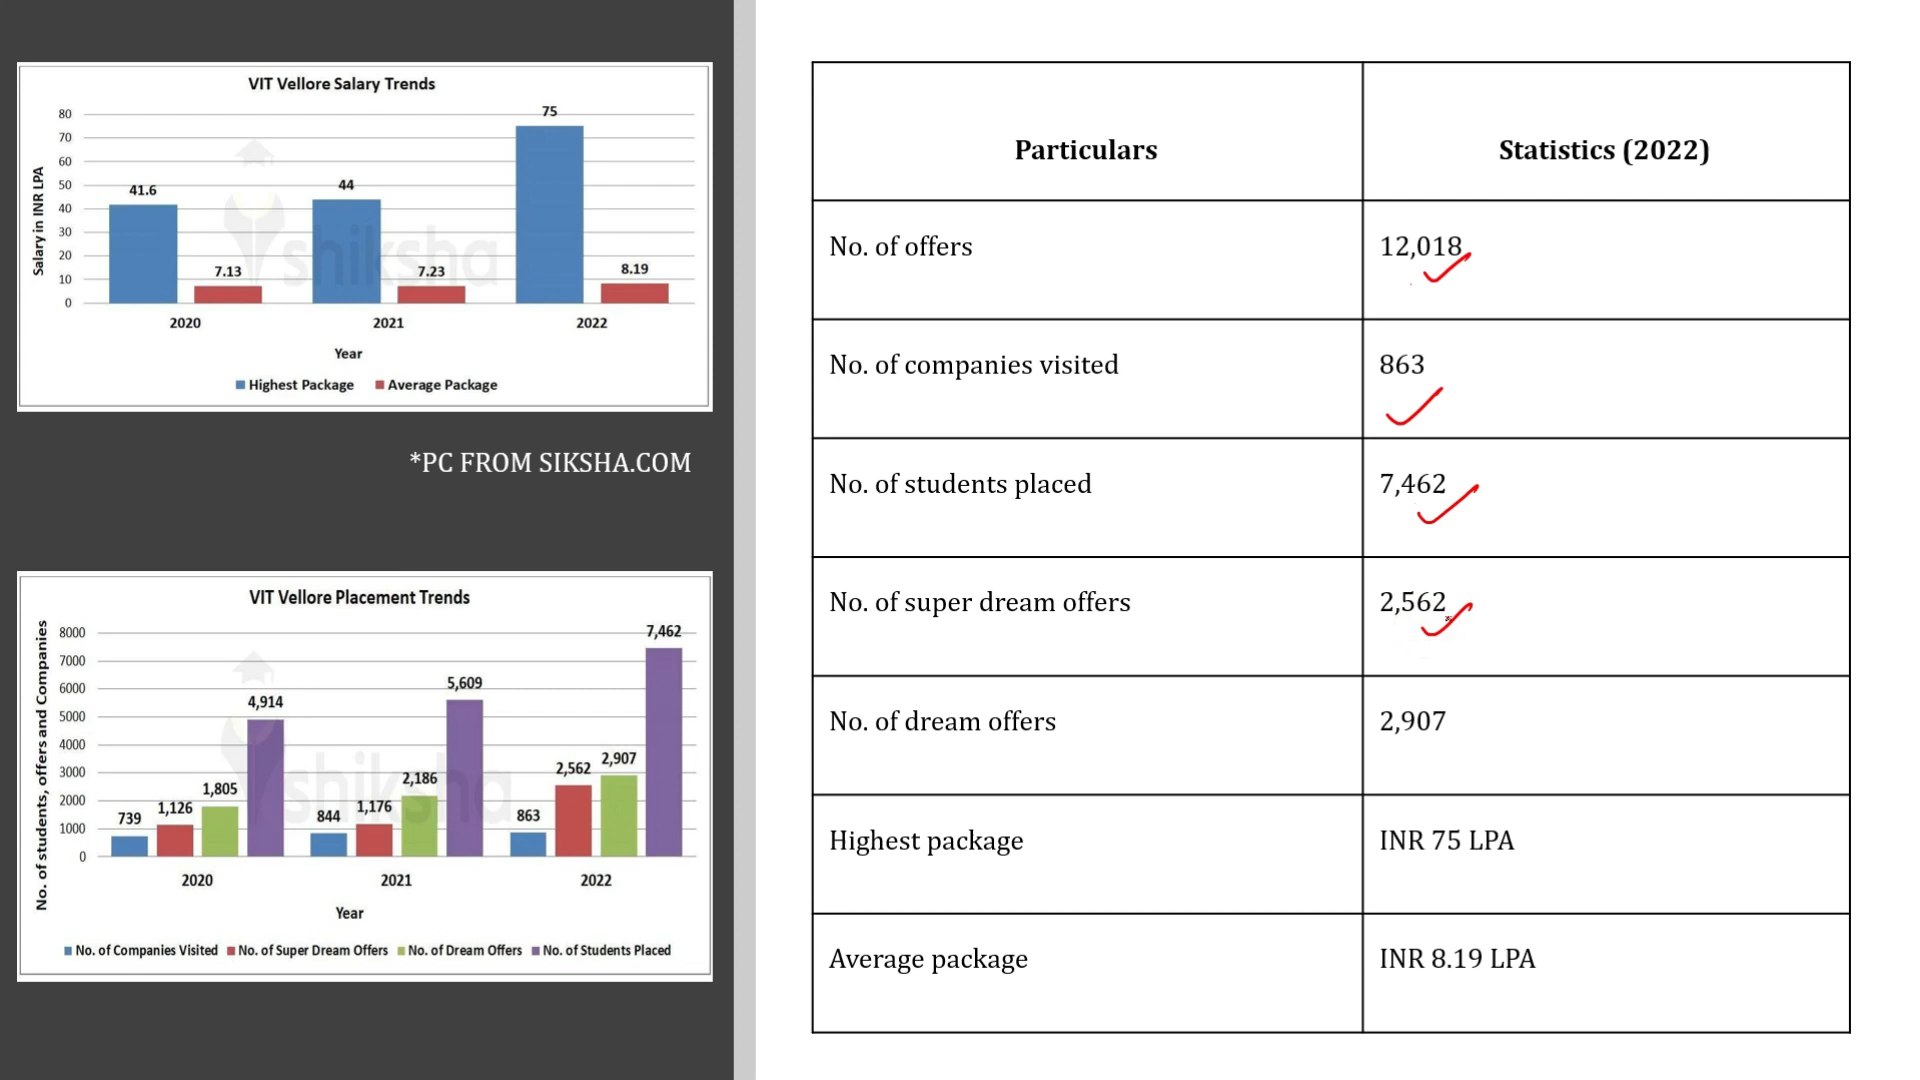 VIT Vellore Salary Trends
Salary in INR LPA
80
70
60
50
40
30
20
10
0
41.6
7.13
44
7.23
75
8.19
2020 2021 2022
Year
Highest Package Average Package
shiksha
*PC FROM SIKSHA.COM
VIT Vellore Placement Trends
No. of students, offers and Companies
8000
7000
6000
5000
4000
3000
2000
1000
0
739
1,126
1,805
4,914
844
1,176
2,186
5,609
863
2,562
2,907
7,462
2020 2021 2022
Year
No. of Companies Visited No. of Super Dream Offers No. of Dream Offers No. of Students Placed
shiksha
Particulars Statistics (2022)
No. of offers 12,018
No. of companies visited 863
No. of students placed 7,462
No. of super dream offers 2,562
No. of dream offers 2,907
Highest package INR 75 LPA
Average package INR 8.19 LPA